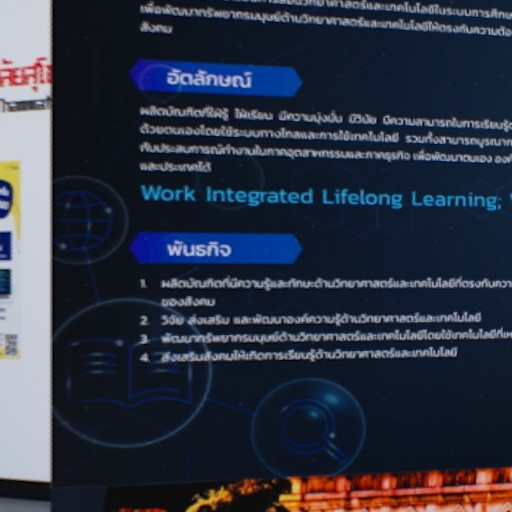 เพื่อพัฒนาทรัพยากรมนุษย์ด้านวิทยาศาสตร์และเทคโนโลยีให้ตรงกับความต้อ
สังคม
อัตลักษณ์
ผลิตบัณฑิตที่ใฝ่รู้ ใฝ่เรียน มีความมุ่งมั่น มีวินัย มีความสามารถในการเรียนรู้
ด้วยตนเองโดยใช้ระบบทางไกลและการใช้เทคโนโลยี รวมทั้งสามารถบูรณาก
กับประสบการณ์ทำงานในภาคอุตสาหกรรมและภาคธุรกิจ เพื่อพัฒนาตนเอง องค์
และประเทศได้
Work Integrated Lifelong Learning;
พันธกิจ
1. ผลิตบัณฑิตที่มีความรู้และทักษะด้านวิทยาศาสตร์และเทคโนโลยีที่ตรงกับควา
ของสังคม
2. วิจัย ส่งเสริม และพัฒนาองค์ความรู้ด้านวิทยาศาสตร์และเทคโนโลยี
3. พัฒนาทรัพยากรมนุษย์ด้านวิทยาศาสตร์และเทคโนโลยีโดยใช้เทคโนโลยีที่เห
4. ส่งเสริมสังคมให้เกิดการเรียนรู้ด้านวิทยาศาสตร์และเทคโนโลยี